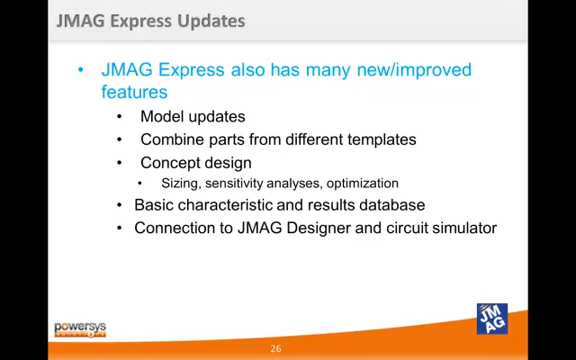 JMAG Express Updates
• JMAG Express also has many new/improved
features
• Model updates
• Combine parts from different templates
• Concept design
• Sizing, sensitivity analyses, optimization
• Basic characteristic and results database
• Connection to JMAG Designer and circuit simulator
powersys
JM
AG
26